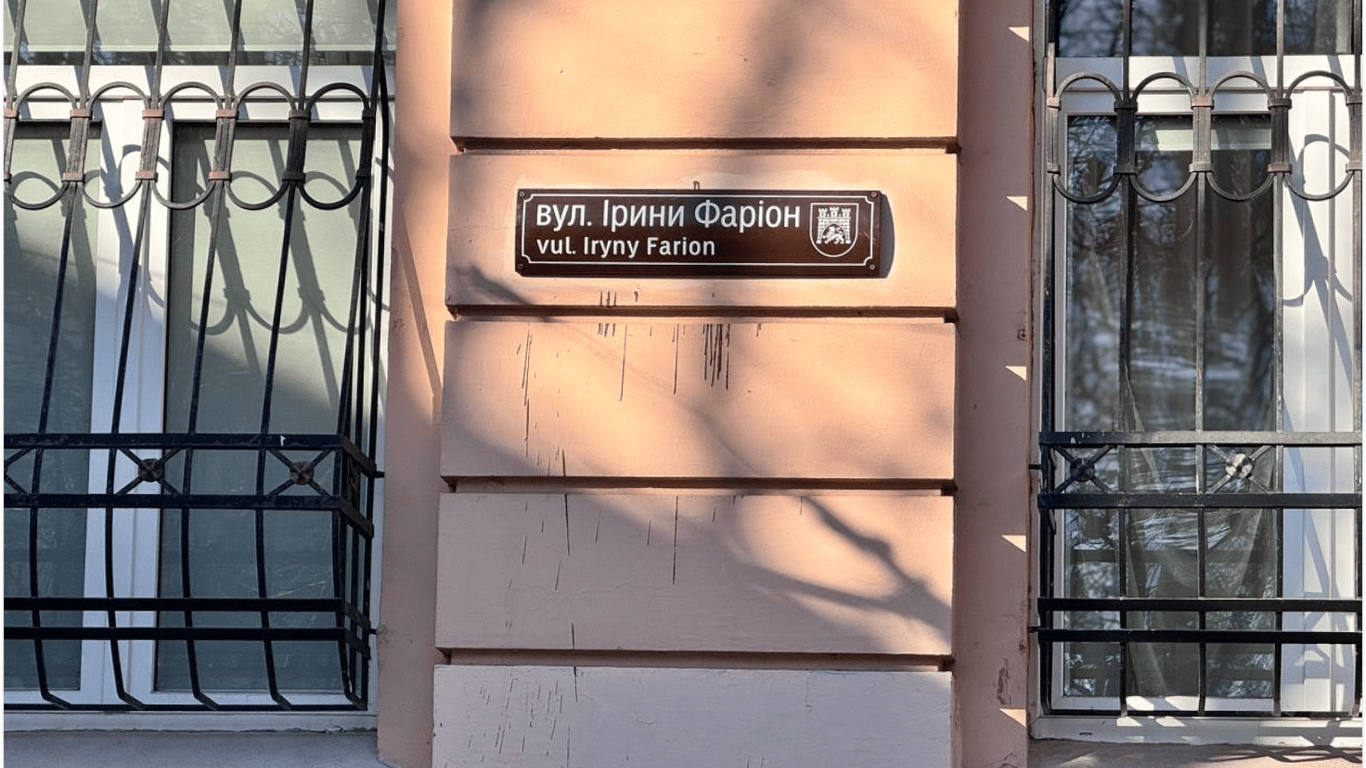 вул. Ірини Фаріон
vul. Iryny Farion